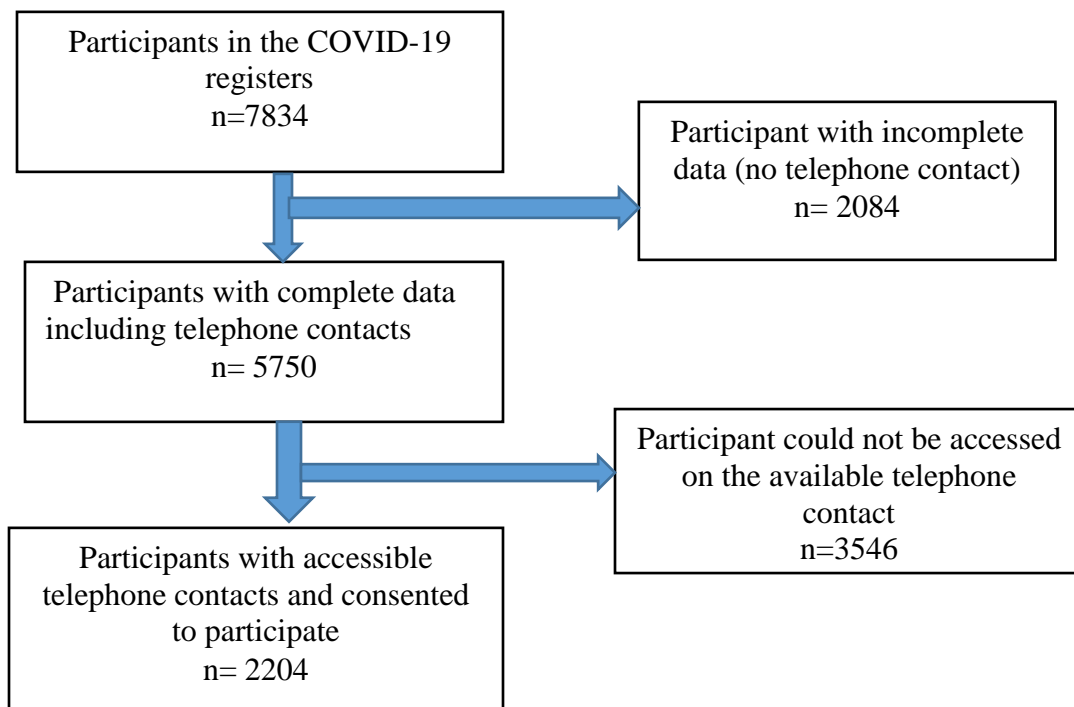 Participants in the COVID-19
registers
n=7834
Participant with incomplete
data (no telephone contact)
n= 2084
Participants with complete data
including telephone contacts
n= 5750
Participant could not be accessed
on the available telephone
contact
n=3546
Participants with accessible
telephone contacts and consented
to participate
n= 2204